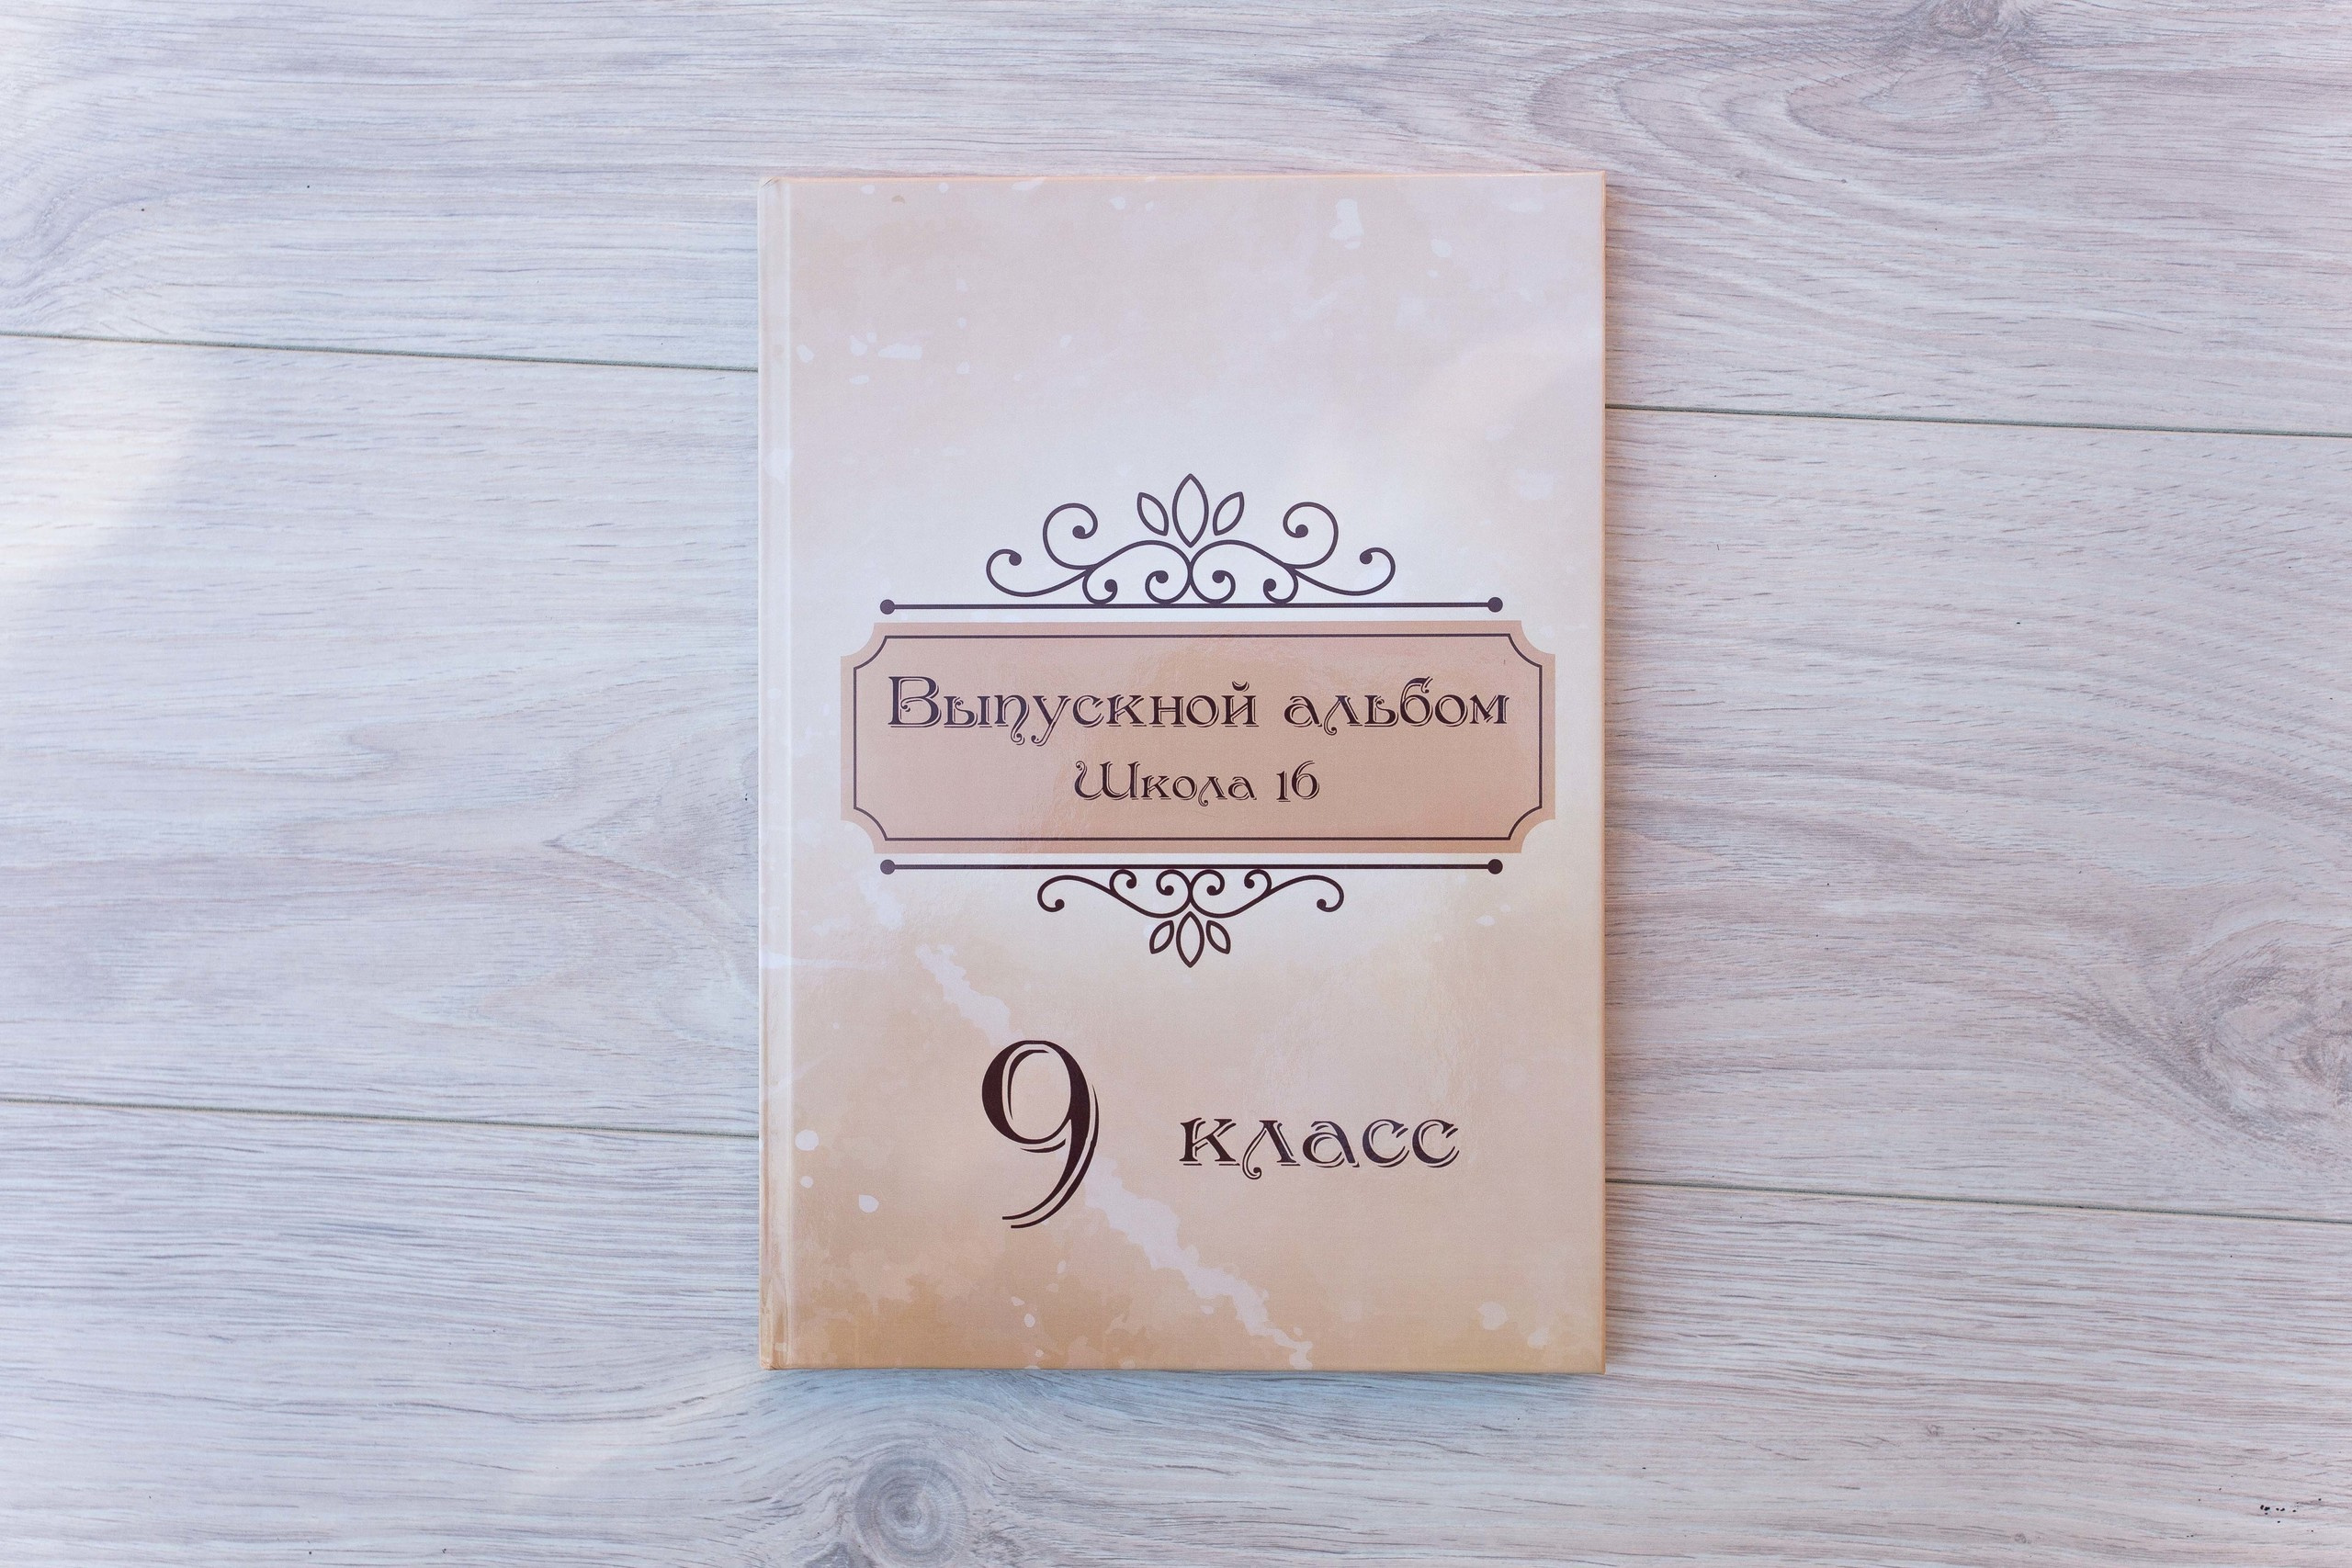 Выпускной альбом
Школа 16
9 класс